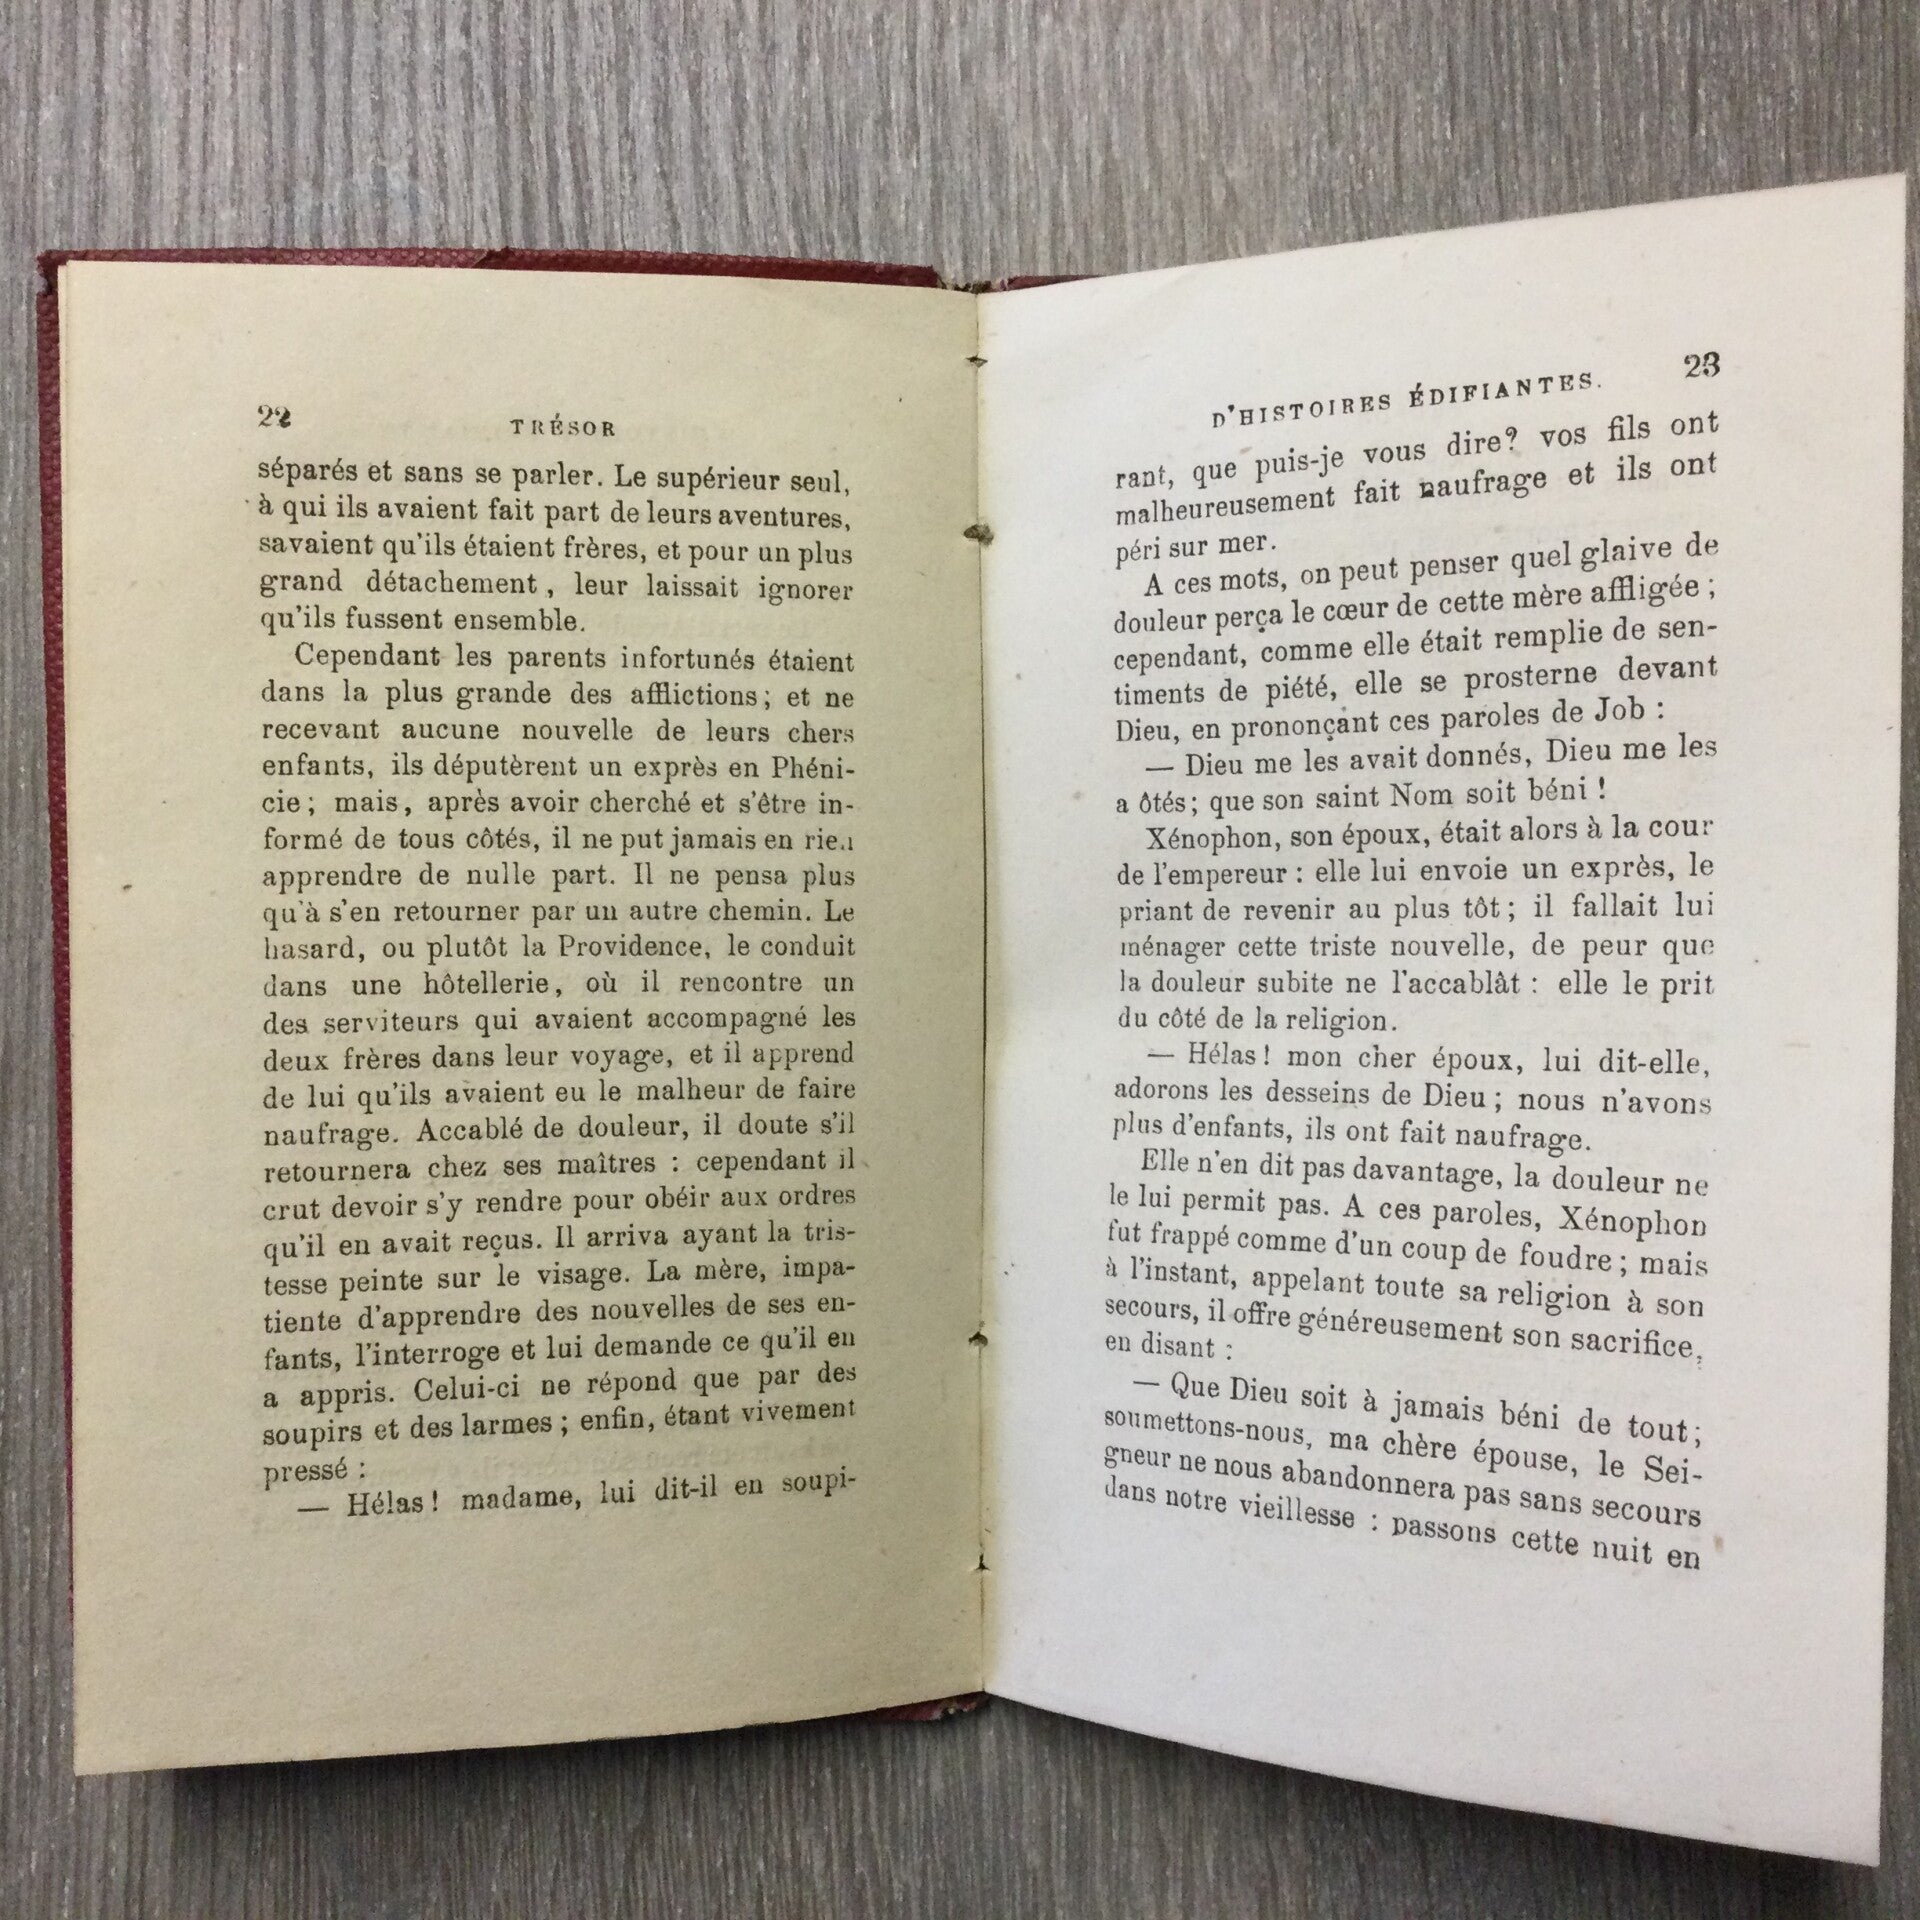 22
TRÉSOR
séparés et sans se parler. Le supérieur seul,
à qui ils avaient fait part de leurs aventures,
savaient qu'ils étaient frères, et pour un plus
grand détachement, leur laissait ignorer
qu'ils fussent ensemble.
Cependant les parents infortunés étaient
dans la plus grande des afflictions; et ne
recevant aucune nouvelle de leurs chers
enfants, ils députèrent un exprès en Phéni-
cie; mais, après avoir cherché et s'être in-
formé de tous côtés, il ne put jamais en rien
apprendre de nulle part. Il ne pensa plus
qu'à s'en retourner par un autre chemin. Le
hasard, ou plutôt la Providence, le conduit
dans une hôtellerie, où il rencontre un
des serviteurs qui avaient accompagné les
deux frères dans leur voyage, et il apprend
de lui qu'ils avaient eu le malheur de faire
naufrage. Accablé de douleur, il doute s'il
retournera chez ses maîtres : cependant il
crut devoir s'y rendre pour obéir aux ordres
qu'il en avait reçus. Il arriva ayant la tris-
tesse peinte sur le visage. La mère, impa-
tiente d'apprendre des nouvelles de ses en-
fants, l'interroge et lui demande ce qu'il en
a appris. Celui-ci ne répond que par des
soupirs et des larmes; enfin, étant vivement
pressé :
— Hélas! madame, lui dit-il en soupi-
D'HISTOIRES ÉDIFIANTES.
23
rant, que puis-je vous dire? vos fils ont
malheureusement fait naufrage et ils ont
péri sur mer.
A ces mots, on peut penser quel glaive de
douleur perça le cœur de cette mère affligée;
cependant, comme elle était remplie de sen-
timents de piété, elle se prosterne devant
Dieu, en prononçant ces paroles de Job :
— Dieu me les avait donnés, Dieu me les
a ôtés; que son saint Nom soit béni !
Xénophon, son époux, était alors à la cour
de l'empereur : elle lui envoie un exprès, le
priant de revenir au plus tôt; il fallait lui
ménager cette triste nouvelle, de peur que
la douleur subite ne l'accablât : elle le prit
du côté de la religion.
— Hélas! mon cher époux, lui dit-elle,
adorons les desseins de Dieu; nous n'avons
plus d'enfants, ils ont fait naufrage.
Elle n'en dit pas davantage, la douleur ne
le lui permit pas. A ces paroles, Xénophon
fut frappé comme d'un coup de foudre; mais
à l'instant, appelant toute sa religion à son
secours, il offre généreusement son sacrifice,
en disant :
— Que Dieu soit à jamais béni de tout;
soumettons-nous, ma chère épouse, le Sei-
gneur ne nous abandonnera pas sans secours
dans notre vieillesse : passons cette nuit en